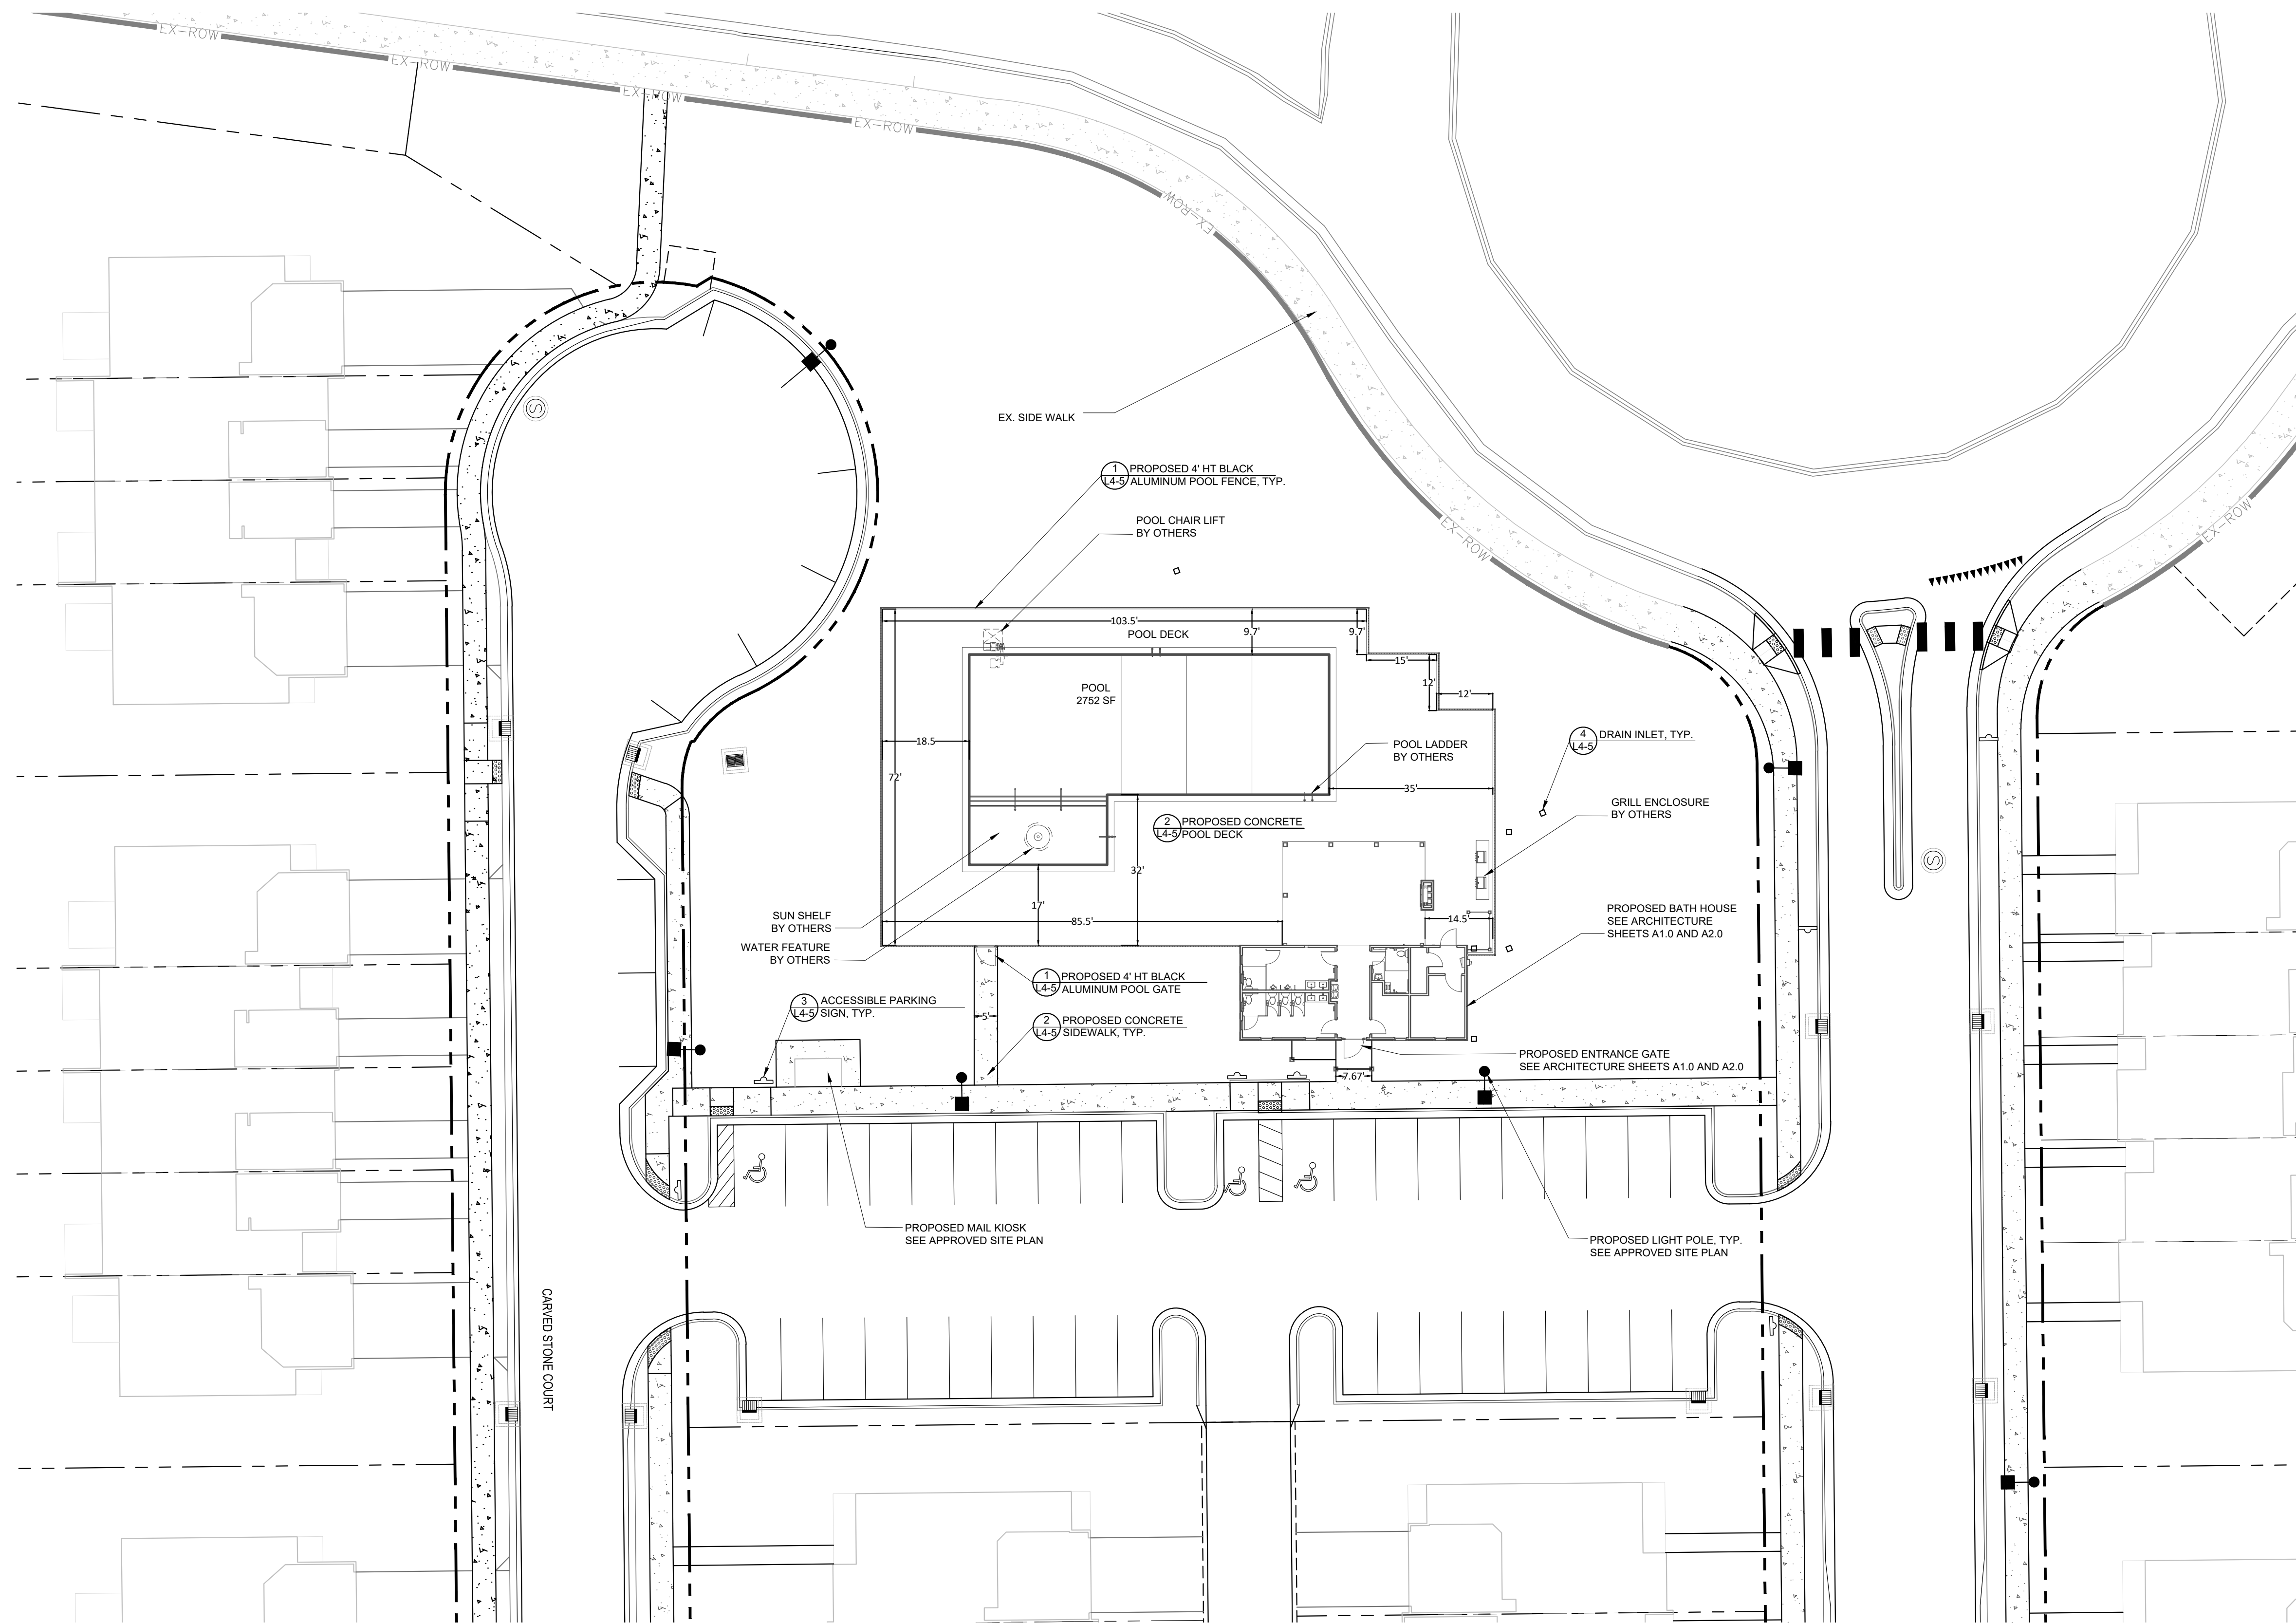 EX-ROW
EX-ROW
EX-ROW
EX-ROW
EX-ROW
EX-ROW
EX-ROW
S
EX. SIDE WALK
1
L4-5
PROPOSED 4' HT BLACK
ALUMINUM POOL FENCE, TYP.
POOL CHAIR LIFT
BY OTHERS
103.5'
POOL DECK
9.7'
9.7'
15'
12'
12'
POOL
2752 SF
18.5
72'
POOL LADDER
BY OTHERS
35'
4
L4-5
DRAIN INLET, TYP.
GRILL ENCLOSURE
BY OTHERS
2
L4-5
PROPOSED CONCRETE
POOL DECK
S
32'
17'
85.5'
14.5'
SUN SHELF
BY OTHERS
WATER FEATURE
BY OTHERS
PROPOSED BATH HOUSE
SEE ARCHITECTURE
SHEETS A1.0 AND A2.0
1
L4-5
PROPOSED 4' HT BLACK
ALUMINUM POOL GATE
3
L4-5
ACCESSIBLE PARKING
SIGN, TYP.
5'
2
L4-5
PROPOSED CONCRETE
SIDEWALK, TYP.
PROPOSED ENTRANCE GATE
SEE ARCHITECTURE SHEETS A1.0 AND A2.0
7.67'
PROPOSED MAIL KIOSK
SEE APPROVED SITE PLAN
PROPOSED LIGHT POLE, TYP.
SEE APPROVED SITE PLAN
CARVED STONE COURT